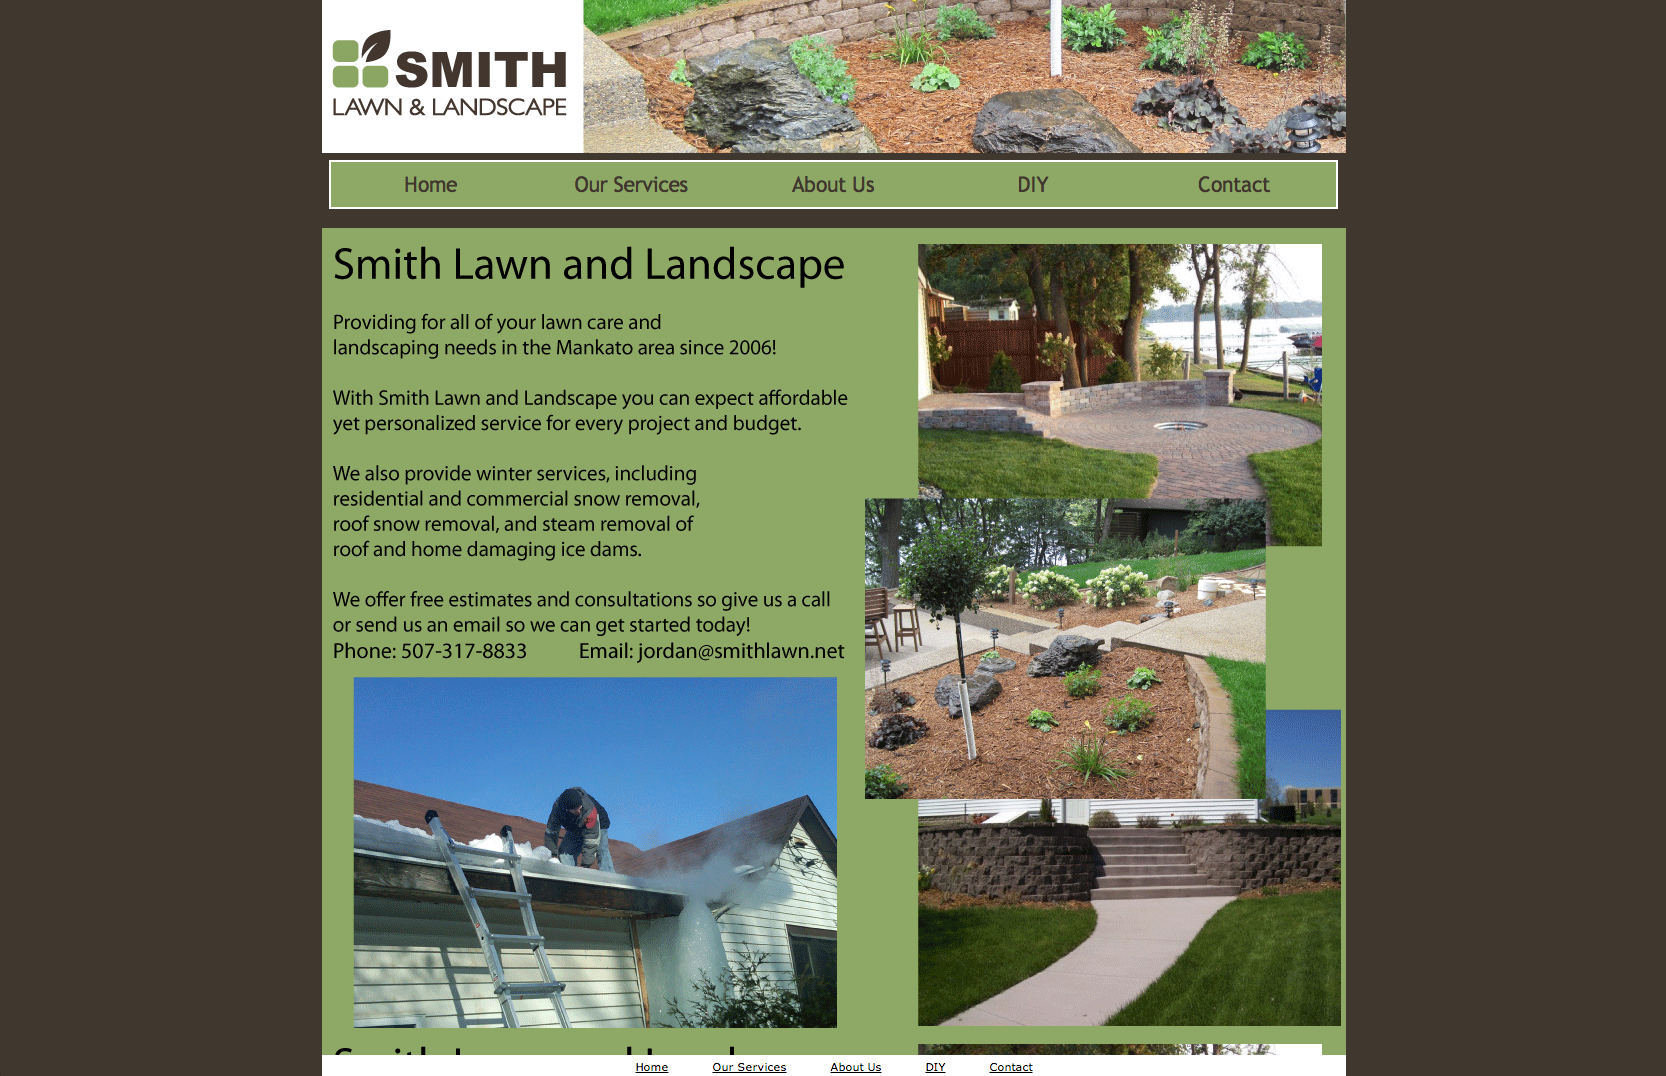 SMITH
LAWN & LANDSCAPE
Home Our Services About Us DIY Contact
Smith Lawn and Landscape
Providing for all of your lawn care and
landscaping needs in the Mankato area since 2006!
With Smith Lawn and Landscape you can expect affordable
yet personalized service for every project and budget.
We also provide winter services, including
residential and commercial snow removal,
roof snow removal, and steam removal of
roof and home damaging ice dams.
We offer free estimates and consultations so give us a call
or send us an email so we can get started today!
Phone: 507-317-8833 Email: jordan@smithlawn.net
Home Our Services About Us DIY Contact